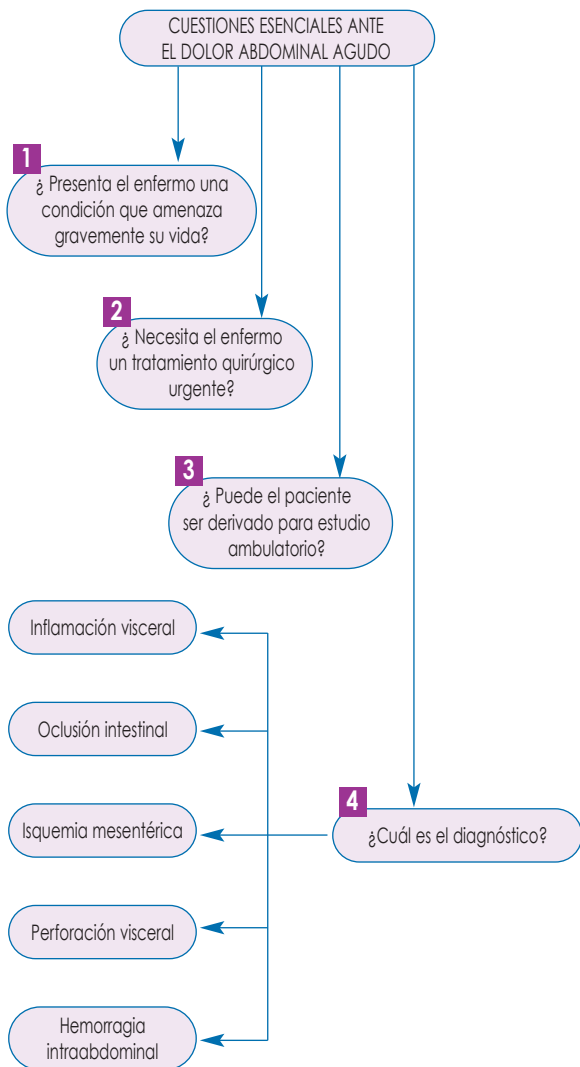 CUESTIONES ESENCIALES ANTE
EL DOLOR ABDOMINAL AGUDO
1
¿ Presenta el enfermo una
condición que amenaza
gravemente su vida?
2
¿ Necesita el enfermo
un tratamiento quirúrgico
urgente?
3
¿ Puede el paciente
ser derivado para estudio
ambulatorio?
4
¿Cuál es el diagnóstico?
Inflamación visceral
Oclusión intestinal
Isquemia mesentérica
Perforación visceral
Hemorragia
intraabdominal